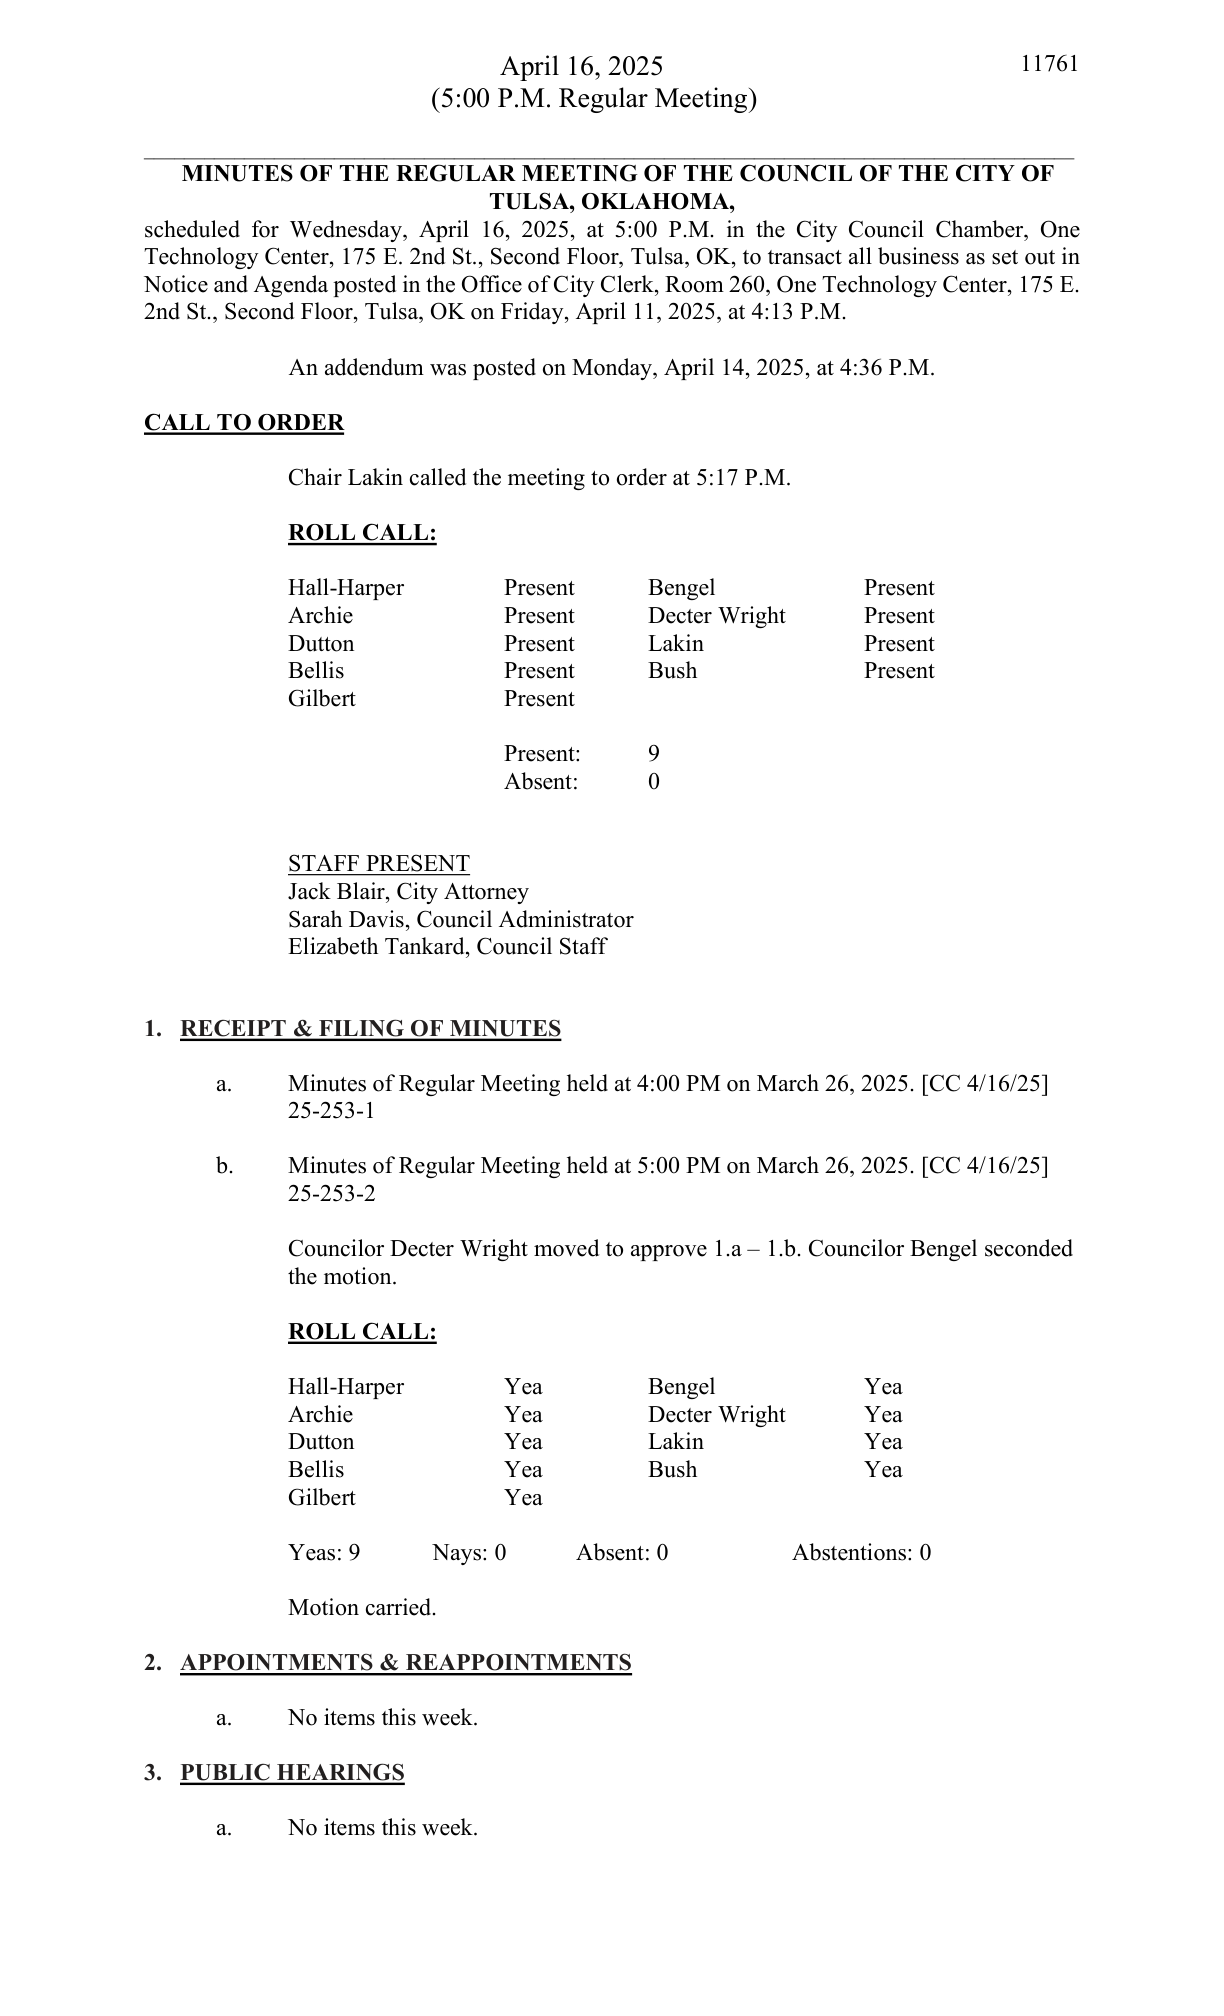 April 16, 2025
11761
(5:00 P.M. Regular Meeting)
MINUTES OF THE REGULAR MEETING OF THE COUNCIL OF THE CITY OF
TULSA, OKLAHOMA,
scheduled for Wednesday, April 16, 2025, at 5:00 P.M. in the City Council Chamber, One
Technology Center, 175 E. 2nd St., Second Floor, Tulsa, OK, to transact all business as set out in
Notice and Agenda posted in the Office of City Clerk, Room 260, One Technology Center, 175 E.
2nd St., Second Floor, Tulsa, OK on Friday, April 11, 2025, at 4:13 P.M.
An addendum was posted on Monday, April 14, 2025, at 4:36 P.M.
CALL TO ORDER
Chair Lakin called the meeting to order at 5:17 P.M.
ROLL CALL:
Hall-Harper Present Bengel Present
Archie Present Decter Wright Present
Dutton Present Lakin Present
Bellis Present Bush Present
Gilbert Present
Present: 9
Absent: 0
STAFF PRESENT
Jack Blair, City Attorney
Sarah Davis, Council Administrator
Elizabeth Tankard, Council Staff
1. RECEIPT & FILING OF MINUTES
a. Minutes of Regular Meeting held at 4:00 PM on March 26, 2025. [CC 4/16/25]
25-253-1
b. Minutes of Regular Meeting held at 5:00 PM on March 26, 2025. [CC 4/16/25]
25-253-2
Councilor Decter Wright moved to approve 1.a – 1.b. Councilor Bengel seconded
the motion.
ROLL CALL:
Hall-Harper Yea Bengel Yea
Archie Yea Decter Wright Yea
Dutton Yea Lakin Yea
Bellis Yea Bush Yea
Gilbert Yea
Yeas: 9 Nays: 0 Absent: 0 Abstentions: 0
Motion carried.
2. APPOINTMENTS & REAPPOINTMENTS
a. No items this week.
3. PUBLIC HEARINGS
a. No items this week.